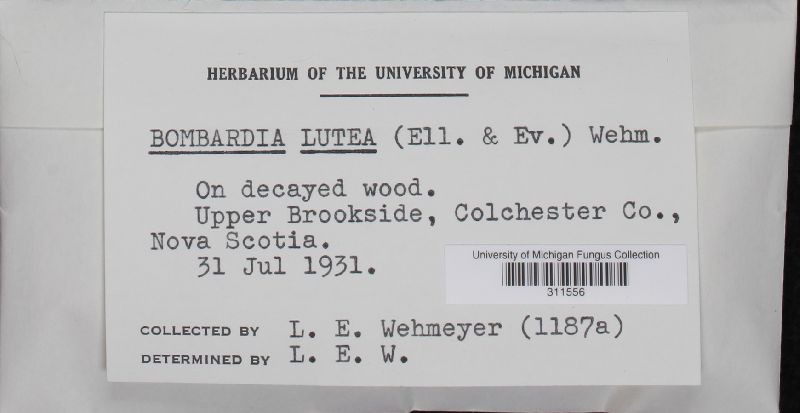 HERBARIUM OF THE UNIVERSITY OF MICHIGAN
BOMBARDIA LUTEA (Ell. & Ev.) Wehm.
On decayed wood.
Upper Brookside, Colchester Co.,
Nova Scotia.
31 Jul 1931.
University of Michigan Fungus Collection
311556
COLLECTED BY L. E. Wehmeyer (1187a)
DETERMINED BY L. E. W.